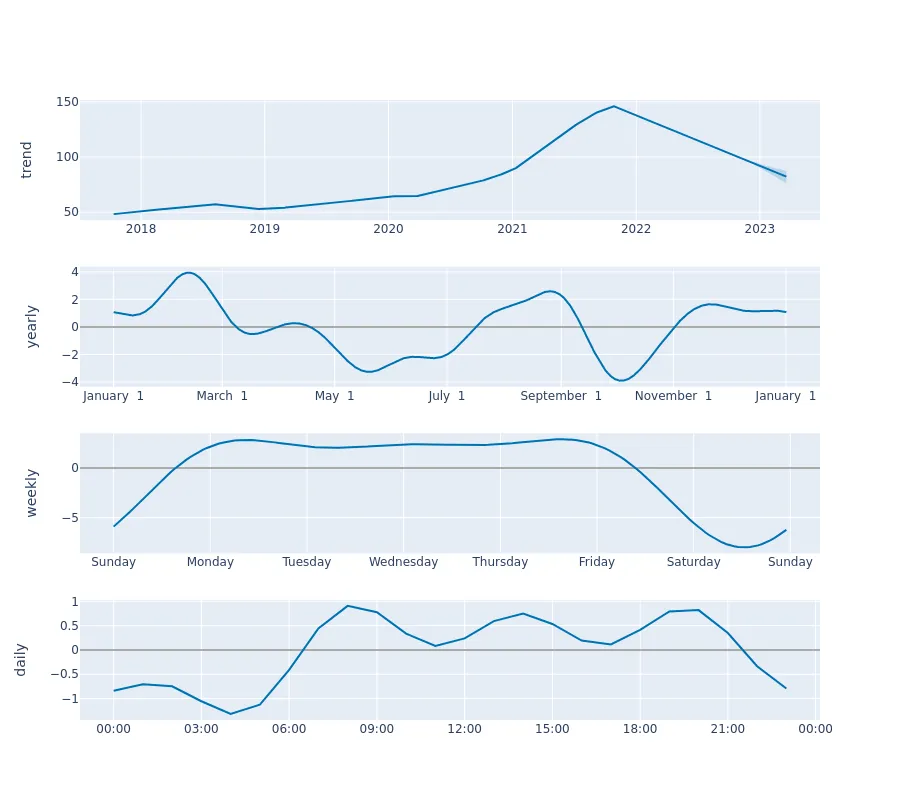 trend
150
100
50
2018 2019 2020 2021 2022 2023
yearly
4
2
0
−2
−4
January 1 March 1 May 1 July 1 September 1 November 1 January 1
weekly
0
−5
Sunday Monday Tuesday Wednesday Thursday Friday Saturday Sunday
daily
1
0.5
0
−0.5
−1
00:00 03:00 06:00 09:00 12:00 15:00 18:00 21:00 00:00